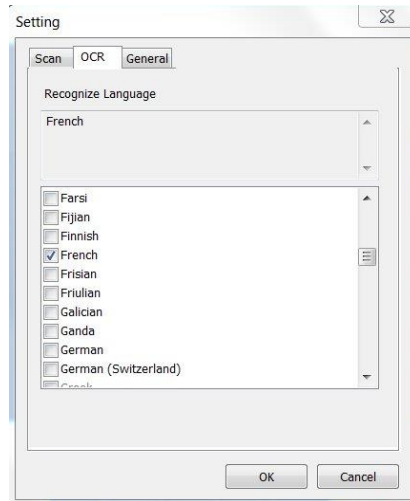 Setting
Scan OCR General
Recognize Language
French
Farsi
Fijian
Finnish
French
Frisian
Friulian
Galician
Ganda
German
German (Switzerland)
OK Cancel